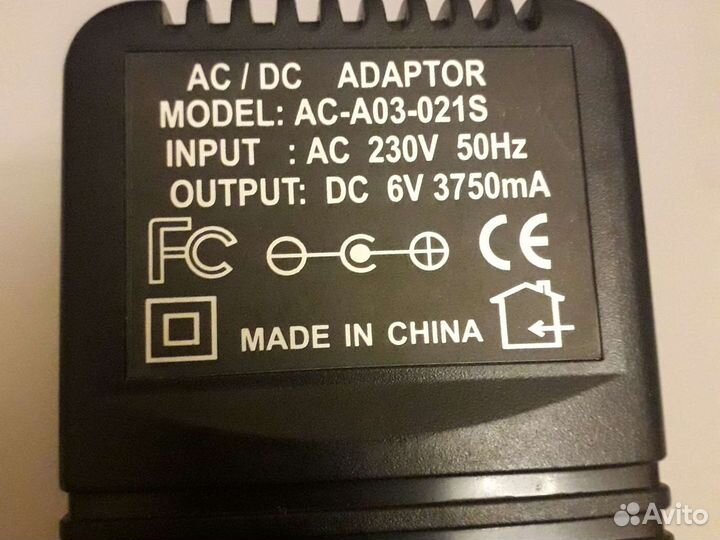 AC / DC ADAPTOR
MODEL: AC-A03-021S
INPUT : AC 230V 50Hz
OUTPUT: DC 6V 3750mA
FC CE
MADE IN CHINA
Avito